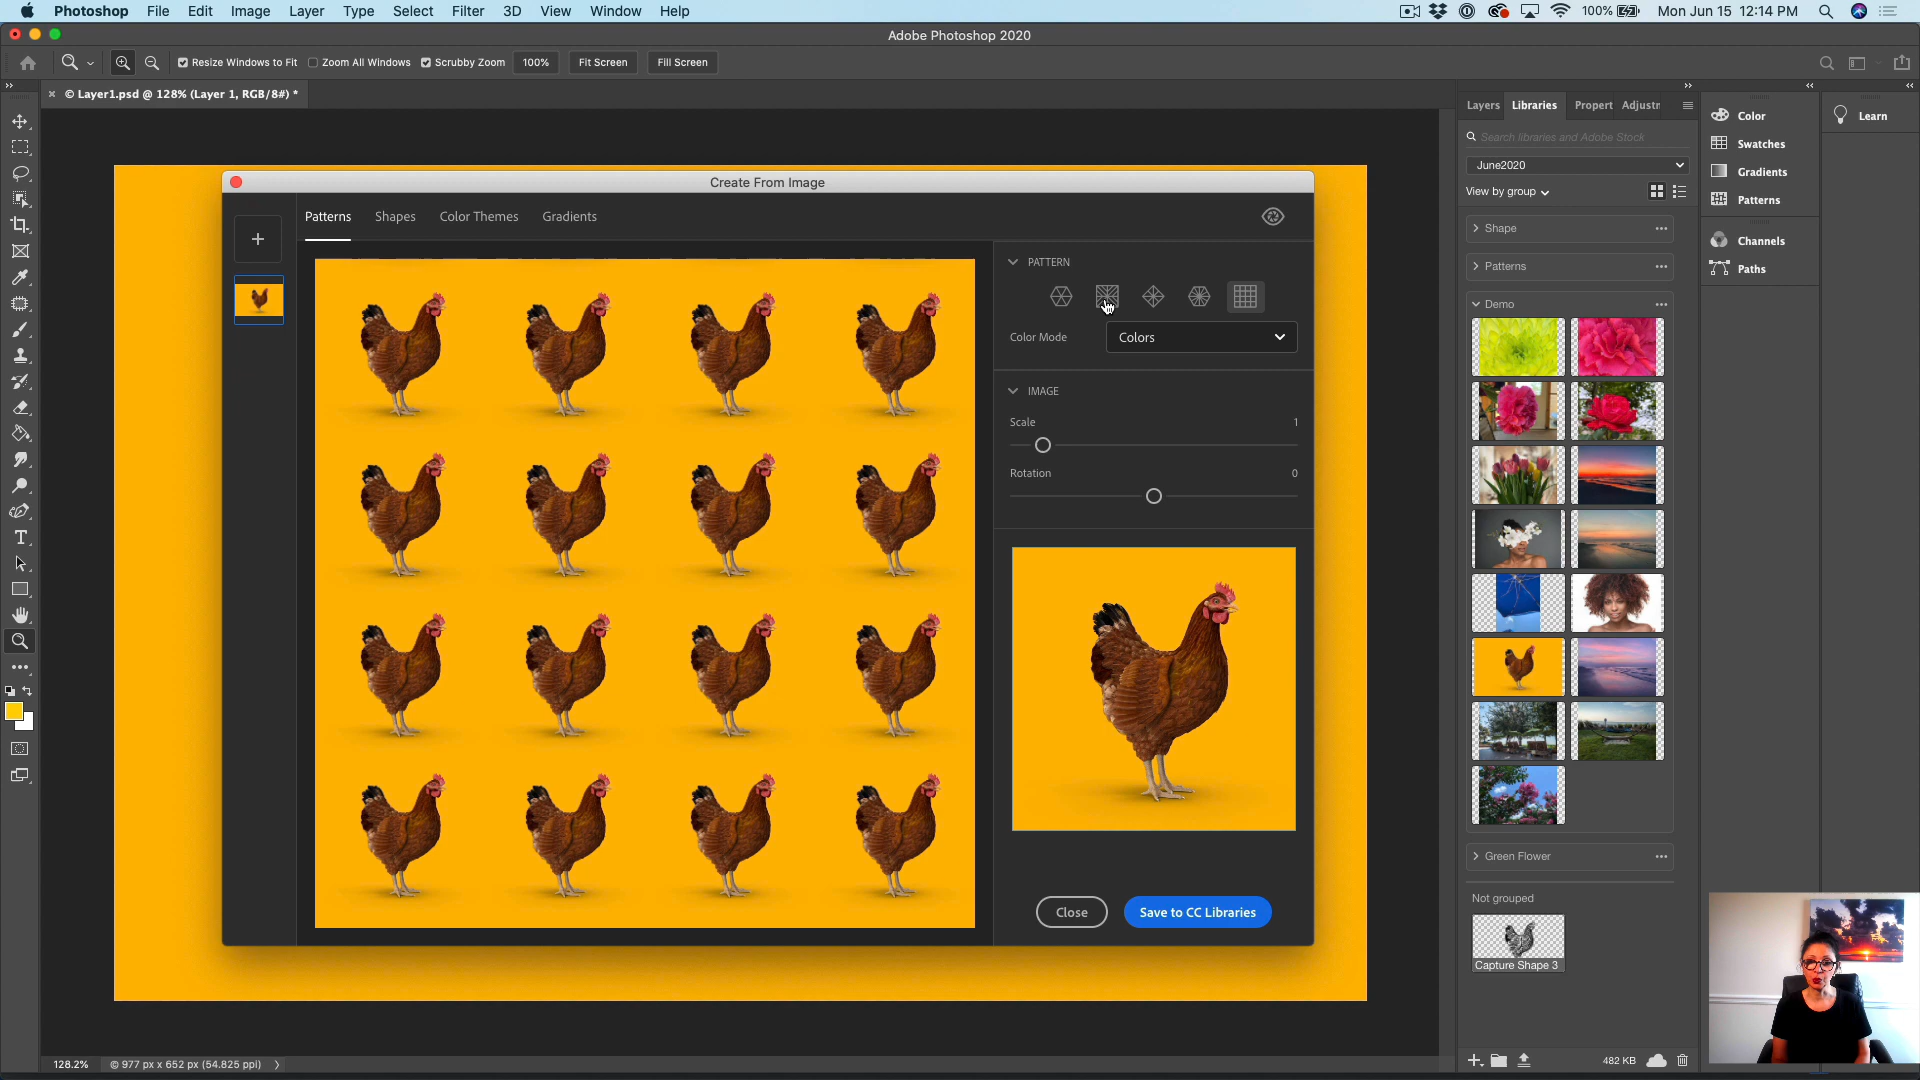 Photoshop File Edit Image Layer Type Select Filter 3D View Window Help
100% Mon Jun 15 12:14 PM
Adobe Photoshop 2020
Resize Windows to Fit Zoom All Windows Scrubby Zoom 100% Fit Screen Fill Screen
© Layer1.psd @ 128% (Layer 1, RGB/8#) *
Layers Libraries Propert Adjustr
Search libraries and Adobe Stock
June2020
View by group
Shape
Patterns
Demo
Green Flower
Not grouped
Capture Shape 3
482 KB
Color
Swatches
Gradients
Patterns
Channels
Paths
Learn
Create From Image
Patterns Shapes Color Themes Gradients
PATTERN
Color Mode Colors
IMAGE
Scale 1
Rotation 0
Close Save to CC Libraries
128.2% © 977 px x 652 px (54.825 ppi)